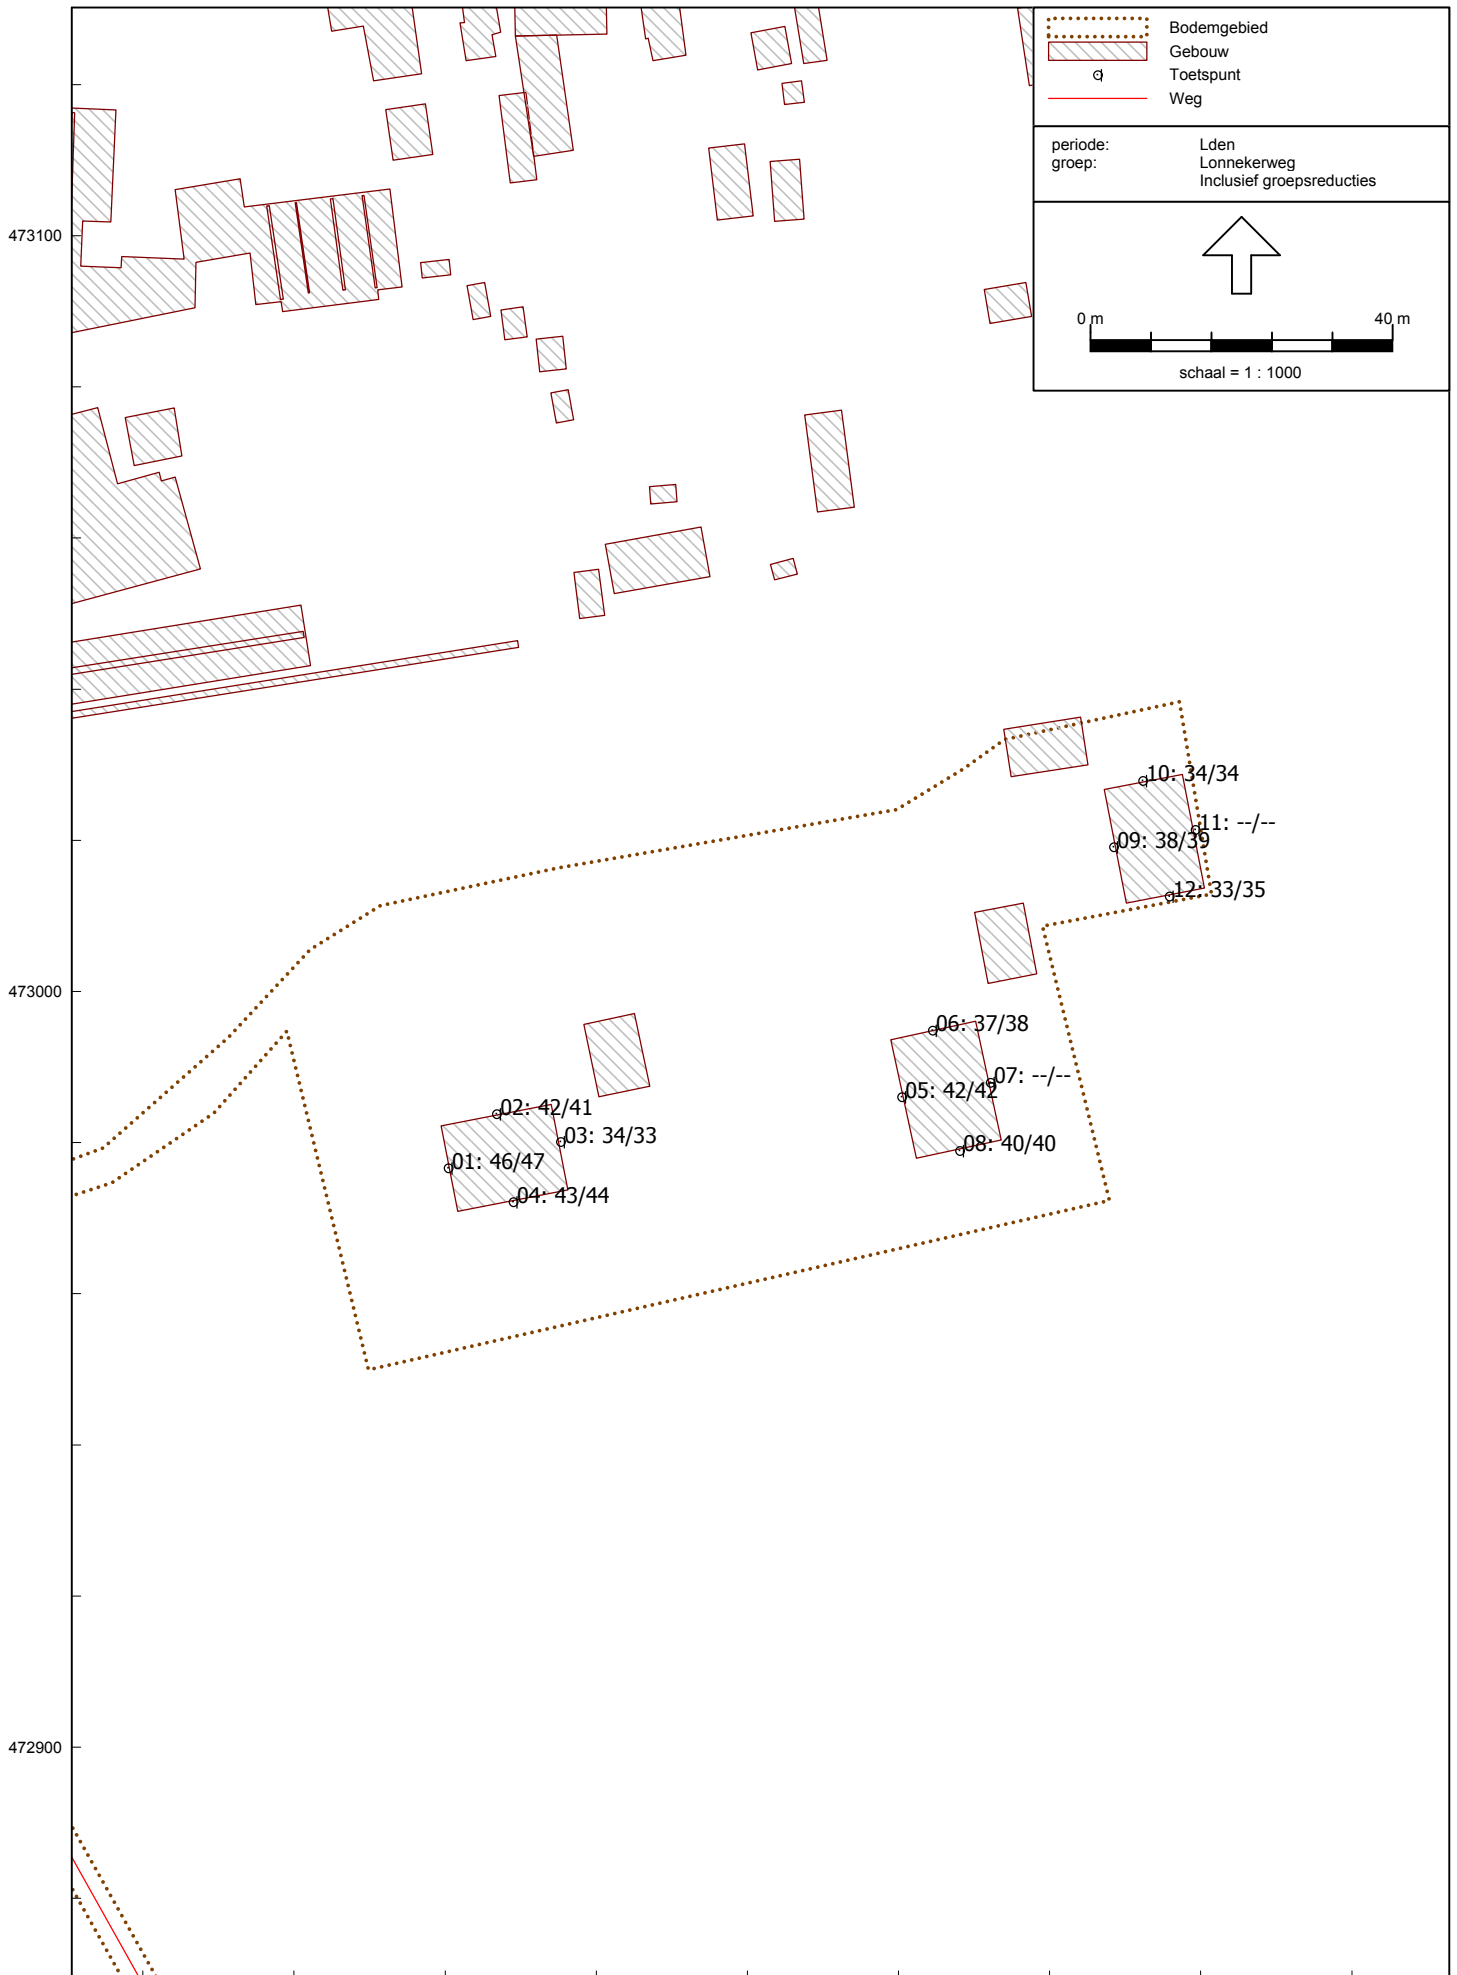 Bodemgebied
Gebouw
Toetspunt
Weg
periode: Lden
groep: Lonnekerweg
Inclusief groepsreducties
0 m 40 m
schaal = 1 : 1000
473100
473000
472900
10: 34/34
11: --/--
09: 38/39
12: 33/35
06: 37/38
07: --/--
05: 42/42
08: 40/40
02: 42/41
03: 34/33
01: 46/47
04: 43/44